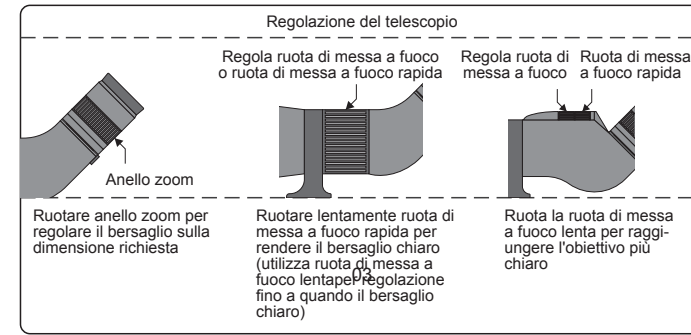 Regolazione del telescopio
Regola ruota di messa a fuoco
o ruota di messa a fuoco rapida
Regola ruota di
messa a fuoco
Ruota di messa
a fuoco rapida
Anello zoom
Ruotare anello zoom per
regolare il bersaglio sulla
dimensione richiesta
Ruotare lentamente ruota di
messa a fuoco rapida per
rendere il bersaglio chiaro
(utilizza ruota di messa a
fuoco lentaper regolazione
fino a quando il bersaglio
chiaro)
03
Ruota la ruota di messa
a fuoco lenta per raggi-
ungere l'obiettivo più
chiaro